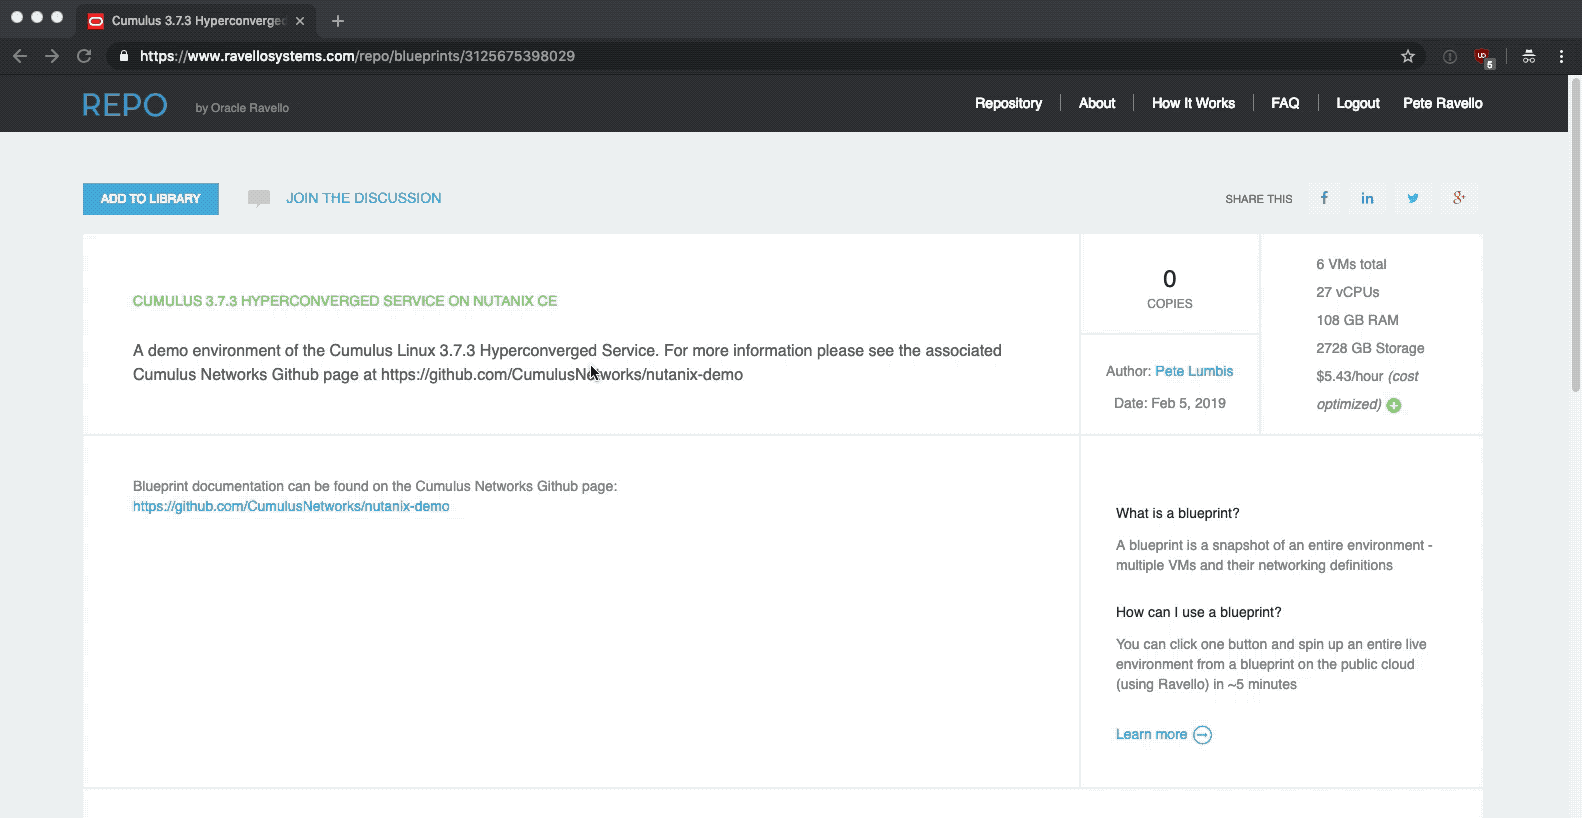 Cumulus 3.7.3 Hyperconverged
https://www.ravellosystems.com/repo/blueprints/3125675398029
5
REPO by Oracle Ravello
Repository About How It Works FAQ Logout Pete Ravello
ADD TO LIBRARY JOIN THE DISCUSSION
SHARE THIS f in g+
CUMULUS 3.7.3 HYPERCONVERGED SERVICE ON NUTANIX CE
A demo environment of the Cumulus Linux 3.7.3 Hyperconverged Service. For more information please see the associated
Cumulus Networks Github page at https://github.com/CumulusNetworks/nutanix-demo
0
COPIES
Author: Pete Lumbis
Date: Feb 5, 2019
6 VMs total
27 vCPUs
108 GB RAM
2728 GB Storage
$5.43/hour (cost
optimized)
Blueprint documentation can be found on the Cumulus Networks Github page:
https://github.com/CumulusNetworks/nutanix-demo
What is a blueprint?
A blueprint is a snapshot of an entire environment -
multiple VMs and their networking definitions
How can I use a blueprint?
You can click one button and spin up an entire live
environment from a blueprint on the public cloud
(using Ravello) in ~5 minutes
Learn more